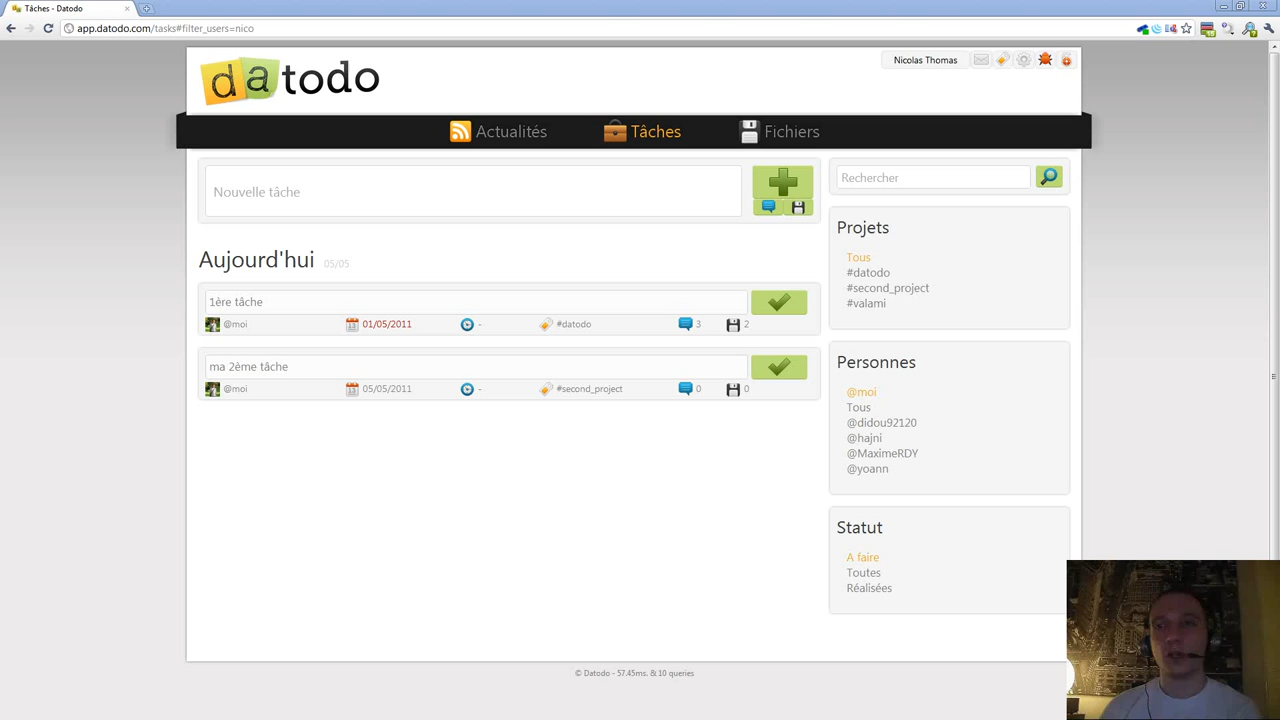 Tâches - Datodo
app.datodo.com/tasks#filter_users=nico
datodo
Nicolas Thomas
Actualités
Tâches
Fichiers
Nouvelle tâche
Rechercher
Aujourd'hui 05/05
1ère tâche
@moi 01/05/2011 - #datodo 3 2
ma 2ème tâche
@moi 05/05/2011 - #second_project 0 0
Projets
Tous
#datodo
#second_project
#valami
Personnes
@moi
Tous
@didou92120
@hajni
@MaximeRDY
@yoann
Statut
A faire
Toutes
Réalisées
© Datodo - 57.45ms. & 10 queries